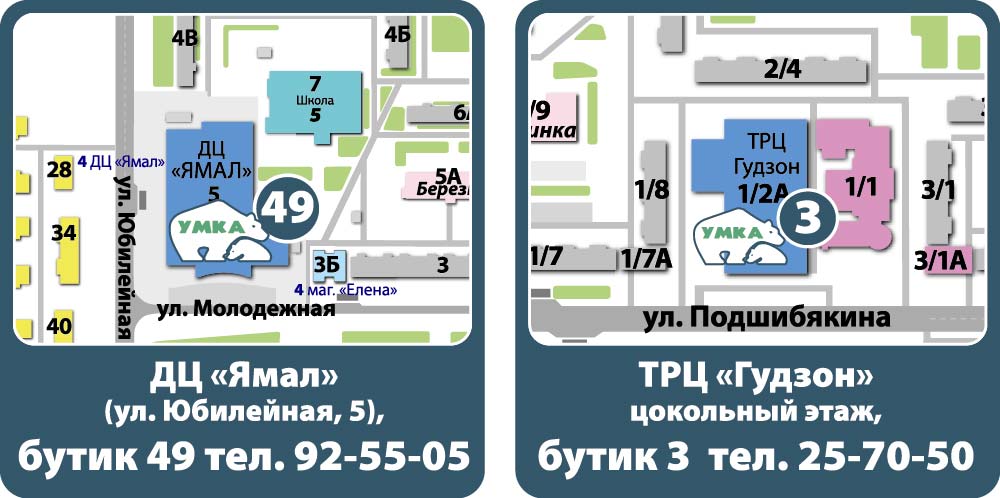 4В
4Б
7
Школа
5
6
28
4 ДЦ «Ямал»
ДЦ
«ЯМАЛ»
5
5А
ул. Юбилейная
УМКА
49
34
3Б
3
4 маг. «Елена»
ул. Молодежная
40
ДЦ «Ямал»
(ул. Юбилейная, 5),
бутик 49 тел. 92-55-05
2/4
/9
инка
ТРЦ
Гудзон
1/2А
1/8
1/1
3/1
УМКА
3
1/7
1/7А
3/1А
ул. Подшибякина
ТРЦ «Гудзон»
цокольный этаж,
бутик 3 тел. 25-70-50